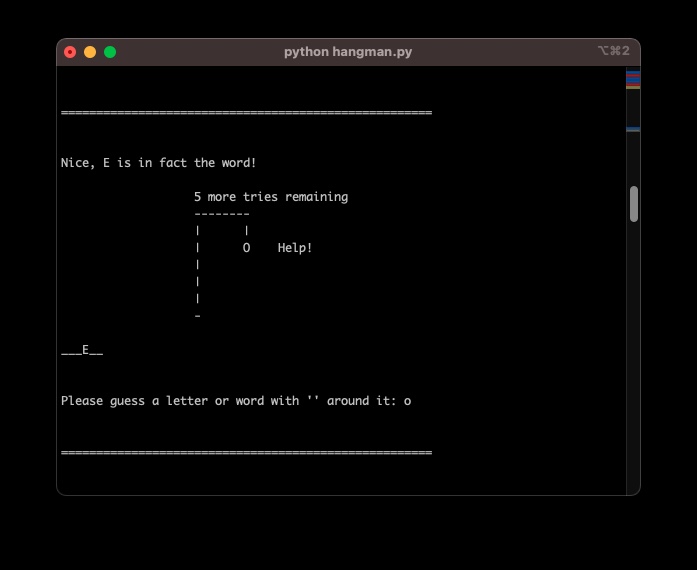 python hangman.py ⌥⌘2
=====================================================
Nice, E is in fact the word!
5 more tries remaining
--------
|      |
|      O    Help!
|
|
|
-
___E__
Please guess a letter or word with '' around it: o
=====================================================